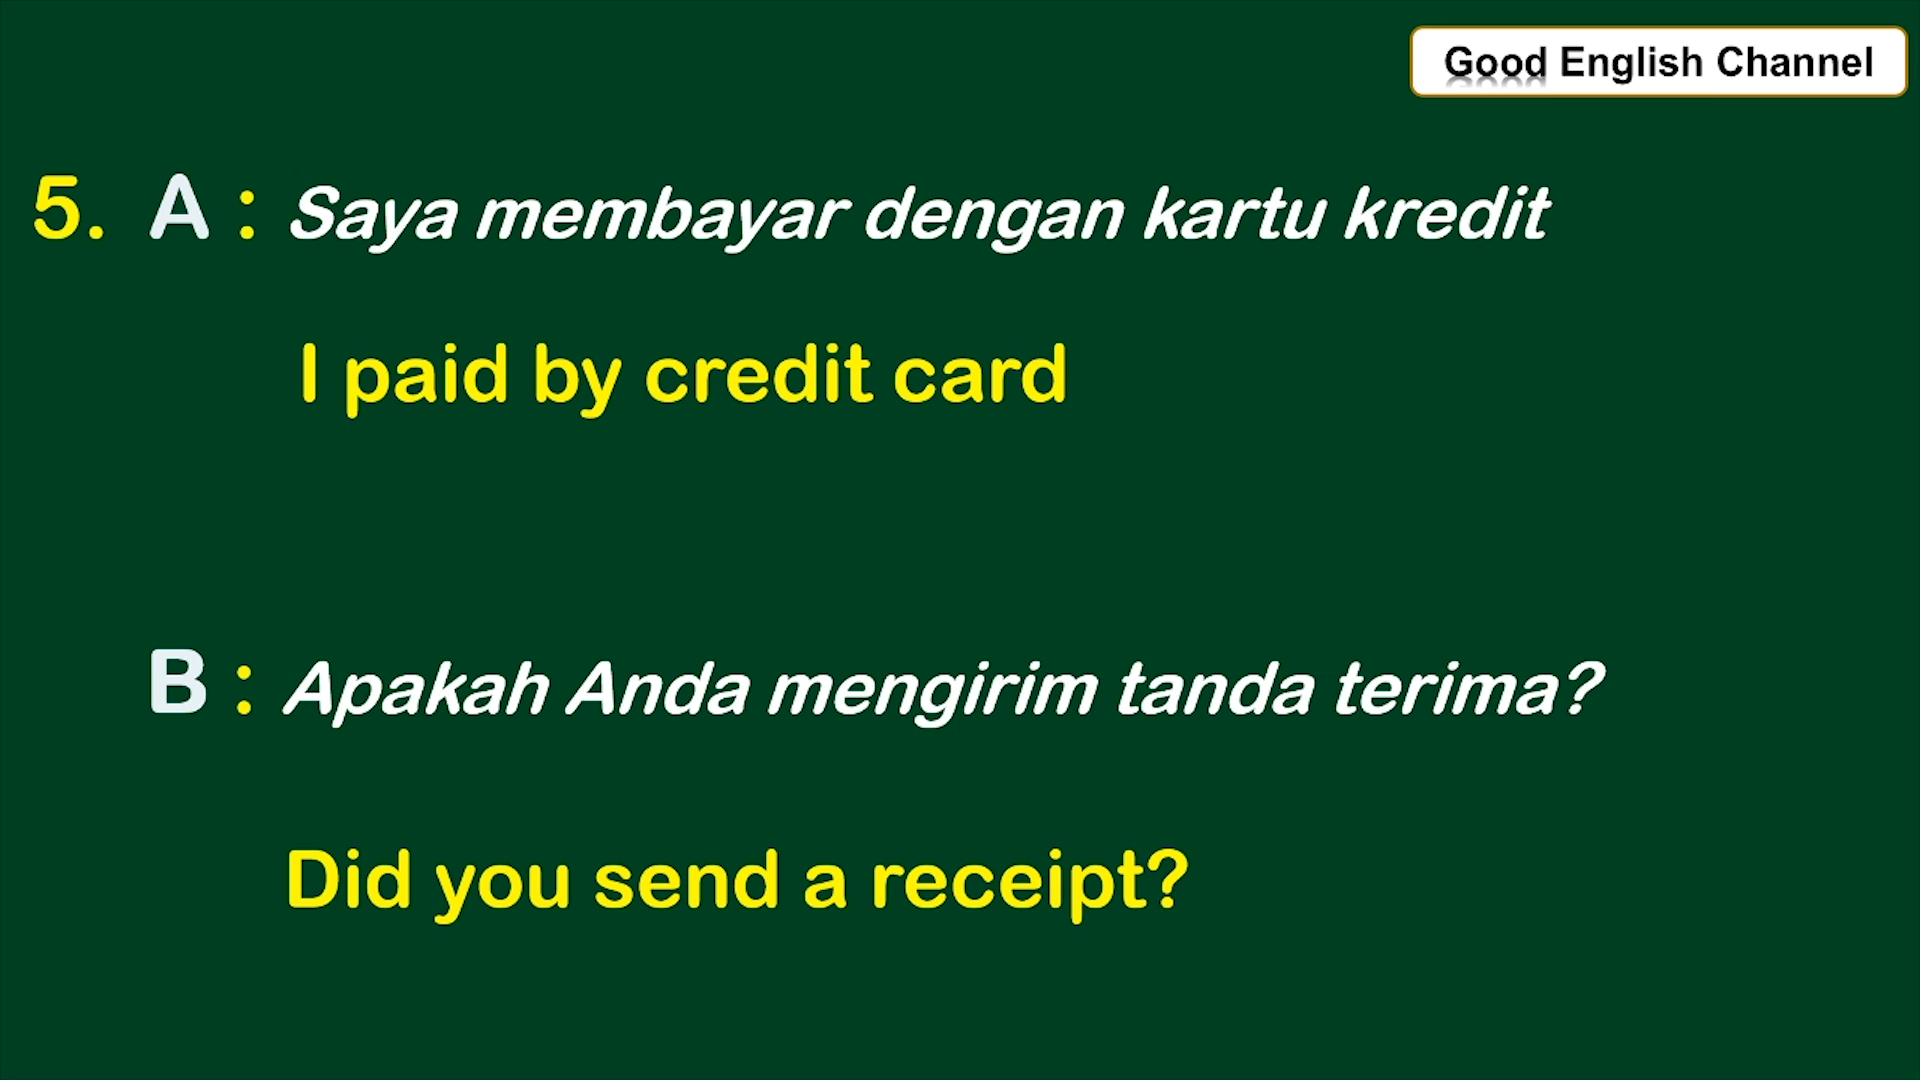 Good English Channel
5. A : Saya membayar dengan kartu kredit
I paid by credit card
B : Apakah Anda mengirim tanda terima?
Did you send a receipt?